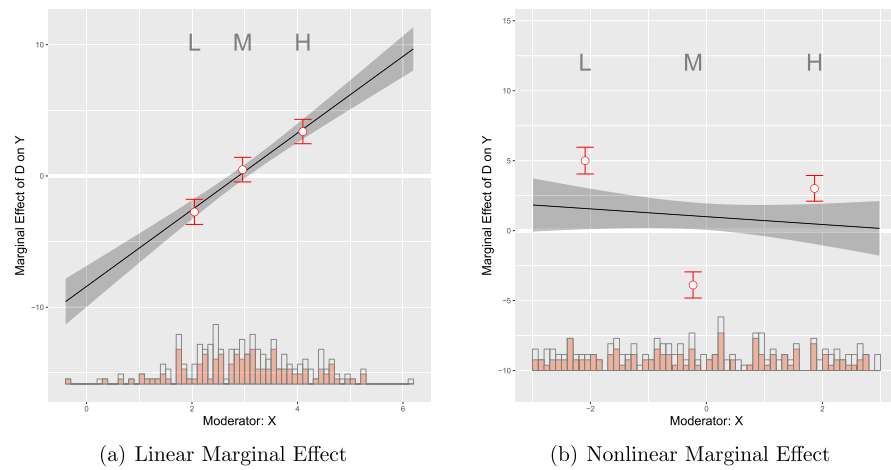 L M H
10
0
−10
Marginal Effect of D on Y
0 2 4 6
Moderator: X
(a) Linear Marginal Effect
L M H
15
10
5
0
−5
−10
Marginal Effect of D on Y
−2 0 2
Moderator: X
(b) Nonlinear Marginal Effect